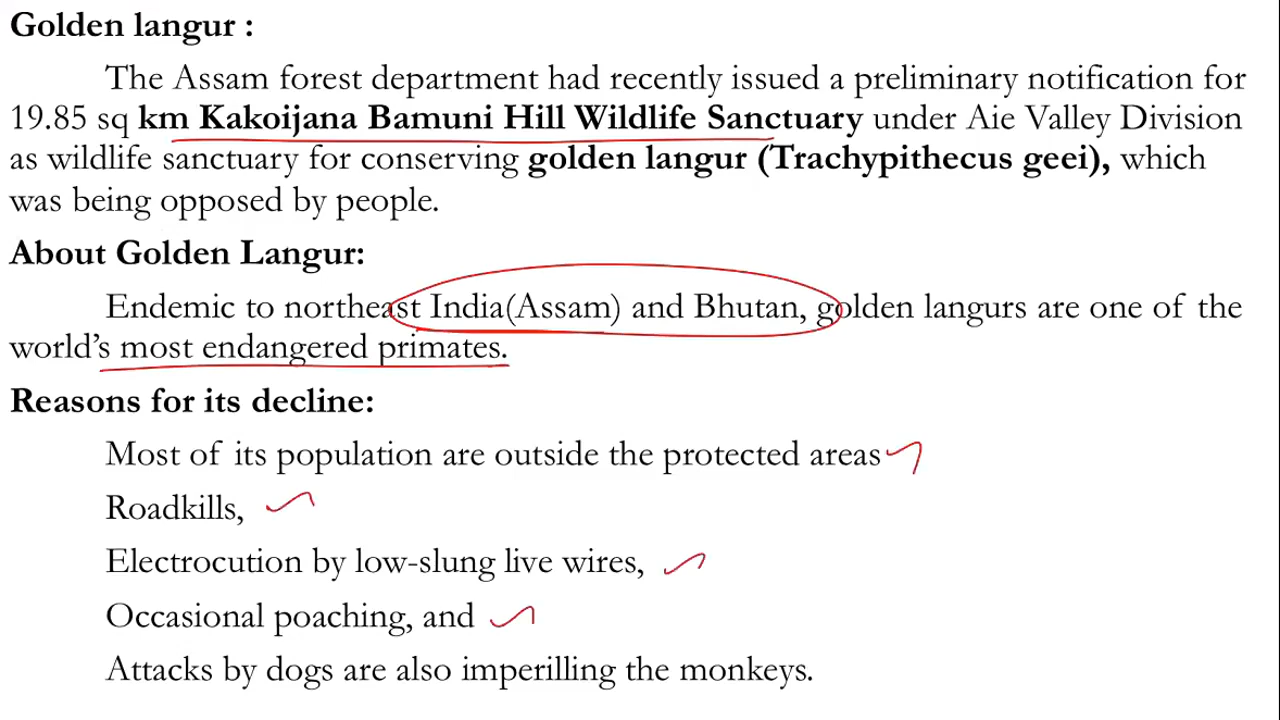 Golden langur :
The Assam forest department had recently issued a preliminary notification for
19.85 sq km Kakoijana Bamuni Hill Wildlife Sanctuary under Aie Valley Division
as wildlife sanctuary for conserving golden langur (Trachypithecus geei), which
was being opposed by people.
About Golden Langur:
Endemic to northeast India(Assam) and Bhutan, golden langurs are one of the
world’s most endangered primates.
Reasons for its decline:
Most of its population are outside the protected areas
Roadkills,
Electrocution by low-slung live wires,
Occasional poaching, and
Attacks by dogs are also imperilling the monkeys.